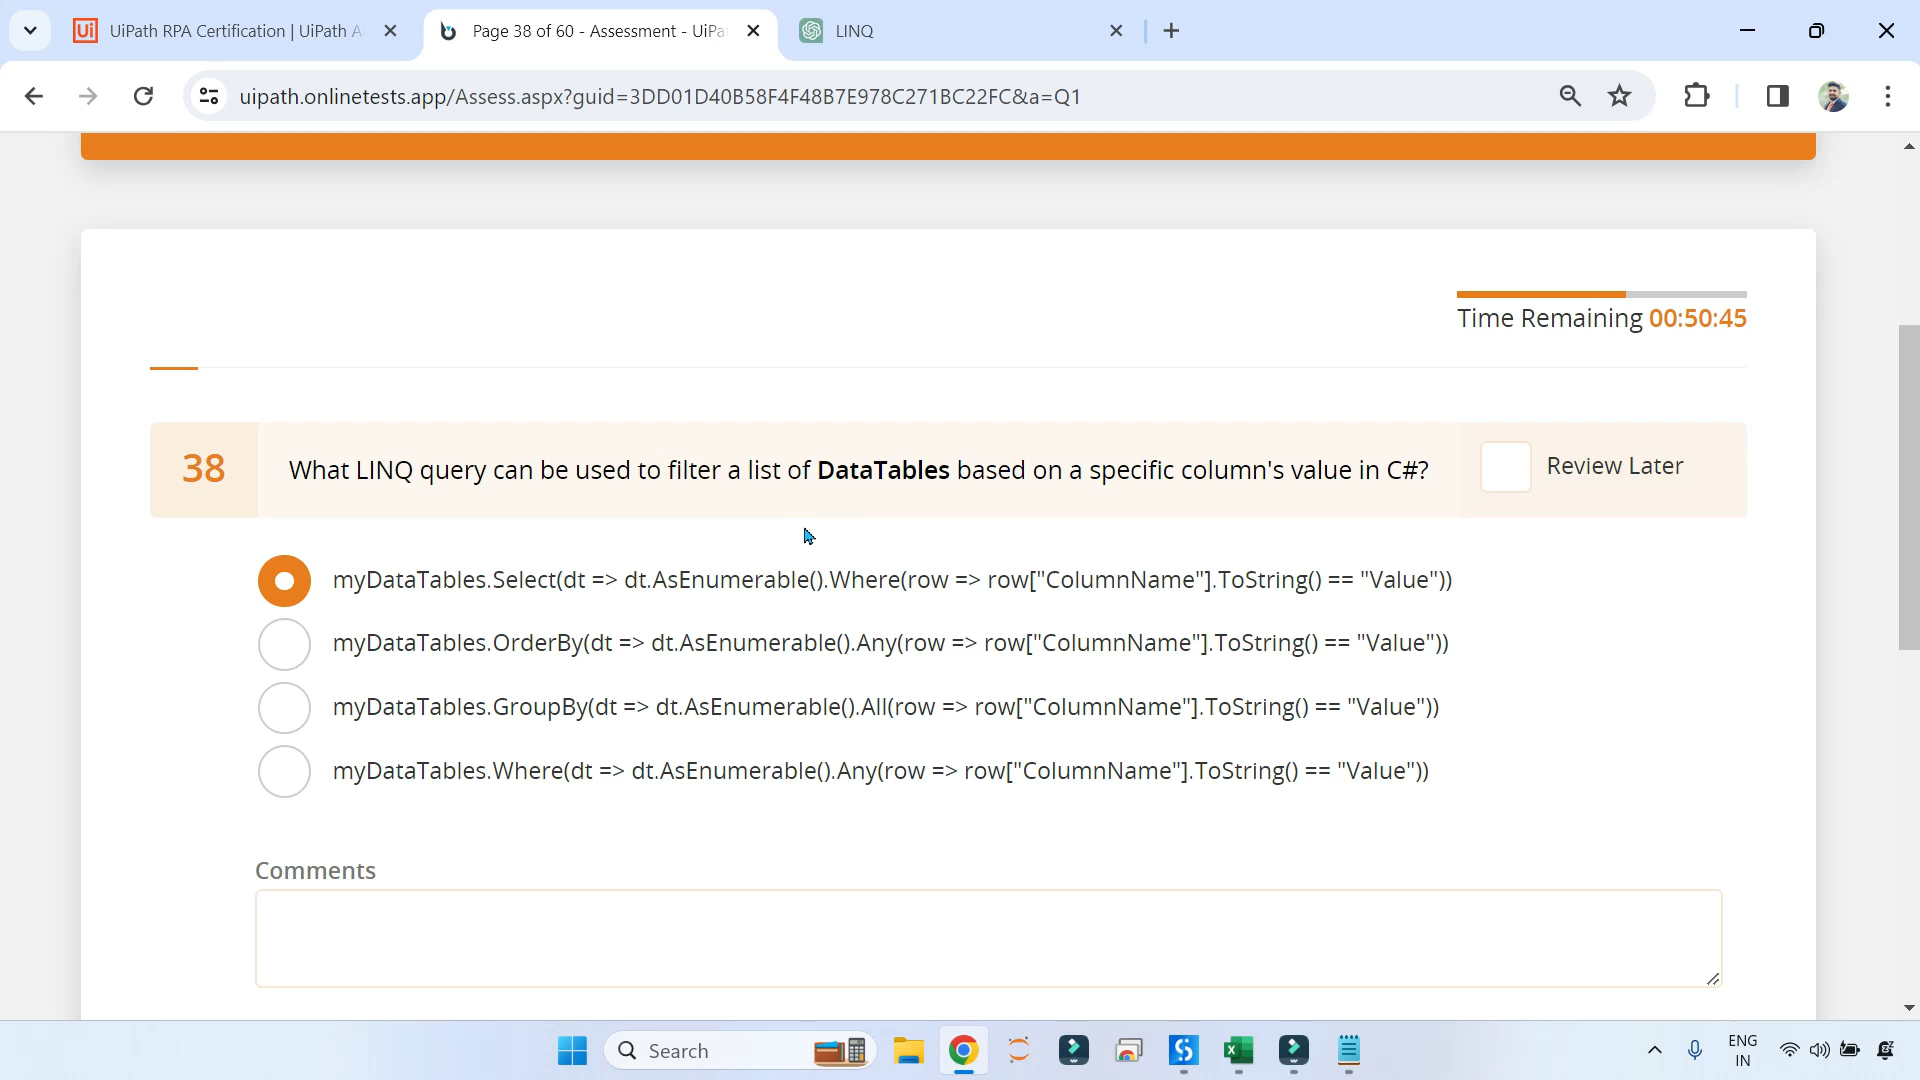 UiPath RPA Certification | UiPath A
Page 38 of 60 - Assessment - UiPa
LINQ
uipath.onlinetests.app/Assess.aspx?guid=3DD01D40B58F4F48B7E978C271BC22FC&a=Q1
Time Remaining 00:50:45
38
What LINQ query can be used to filter a list of DataTables based on a specific column's value in C#?
Review Later
myDataTables.Select(dt => dt.AsEnumerable().Where(row => row["ColumnName"].ToString() == "Value"))
myDataTables.OrderBy(dt => dt.AsEnumerable().Any(row => row["ColumnName"].ToString() == "Value"))
myDataTables.GroupBy(dt => dt.AsEnumerable().All(row => row["ColumnName"].ToString() == "Value"))
myDataTables.Where(dt => dt.AsEnumerable().Any(row => row["ColumnName"].ToString() == "Value"))
Comments
Search
ENG
IN